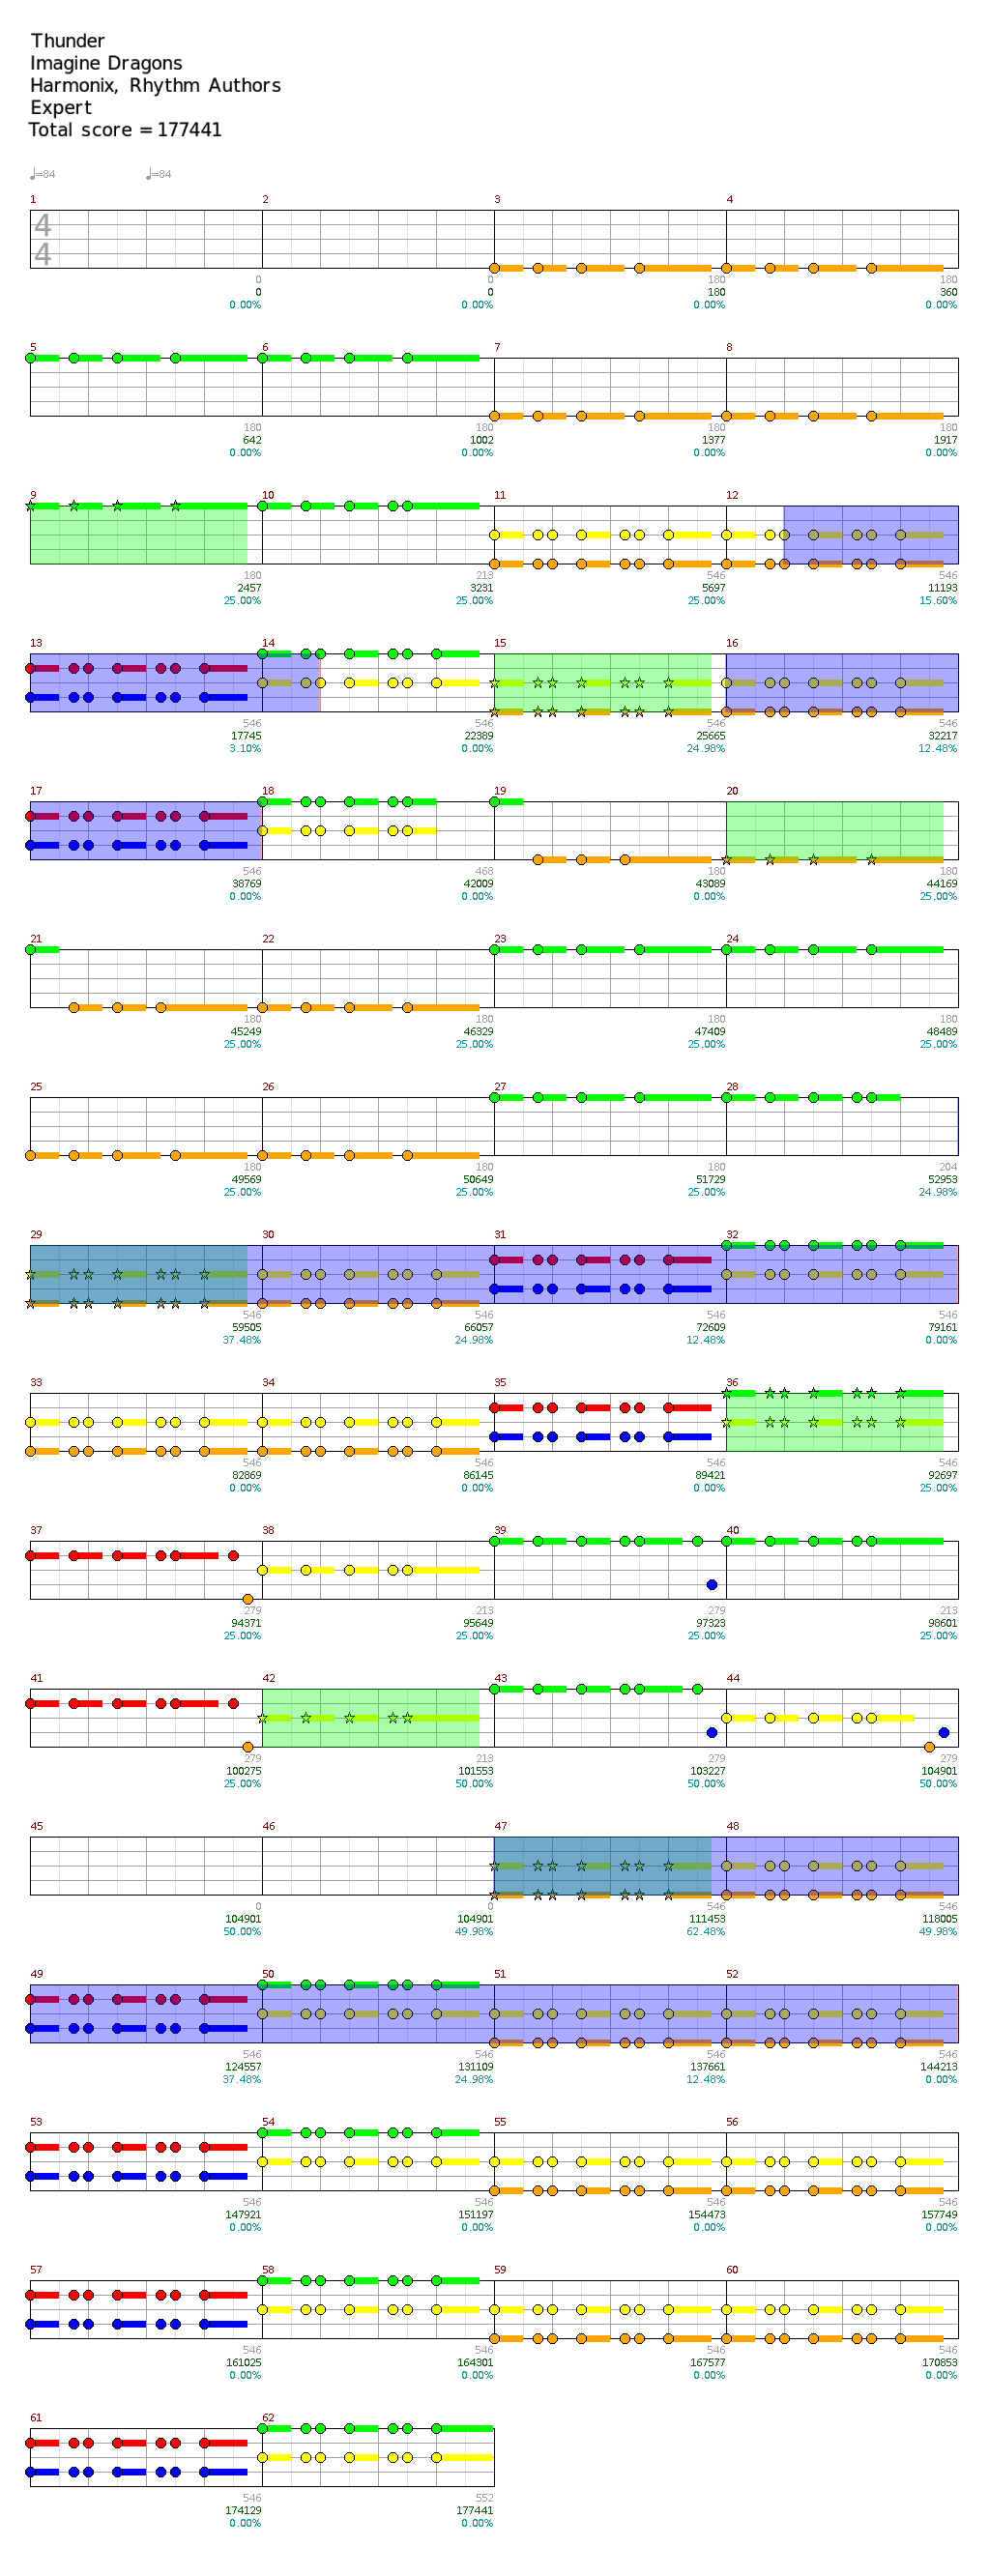 Thunder
Imagine Dragons
Harmonix, Rhythm Authors
Expert
Total score = 177441
♩=84 ♩=84
1 2 3 4
4
4
0 0 180 180
0 0 180 360
0.00% 0.00% 0.00% 0.00%
5 6 7 8
180 180 180 180
642 1002 1377 1917
0.00% 0.00% 0.00% 0.00%
9 10 11 12
180 213 546 546
2457 3231 5697 11193
25.00% 25.00% 25.00% 15.60%
13 14 15 16
546 546 546 546
17745 22389 25665 32217
3.10% 0.00% 24.98% 12.48%
17 18 19 20
546 468 180 180
38769 42009 43089 44169
0.00% 0.00% 0.00% 25.00%
21 22 23 24
180 180 180 180
45249 46329 47409 48489
25.00% 25.00% 25.00% 25.00%
25 26 27 28
180 180 180 204
49569 50649 51729 52953
25.00% 25.00% 25.00% 24.98%
29 30 31 32
546 546 546 546
59505 66057 72609 79161
37.48% 24.98% 12.48% 0.00%
33 34 35 36
546 546 546 546
82869 86145 89421 92697
0.00% 0.00% 0.00% 25.00%
37 38 39 40
279 213 279 213
94371 95649 97323 98601
25.00% 25.00% 25.00% 25.00%
41 42 43 44
279 213 279 279
100275 101553 103227 104901
25.00% 50.00% 50.00% 50.00%
45 46 47 48
0 0 546 546
104901 104901 111453 118005
50.00% 49.98% 62.48% 49.98%
49 50 51 52
546 546 546 546
124557 131109 137661 144213
37.48% 24.98% 12.48% 0.00%
53 54 55 56
546 546 546 546
147921 151197 154473 157749
0.00% 0.00% 0.00% 0.00%
57 58 59 60
546 546 546 546
161025 164301 167577 170853
0.00% 0.00% 0.00% 0.00%
61 62
546 552
174129 177441
0.00% 0.00%